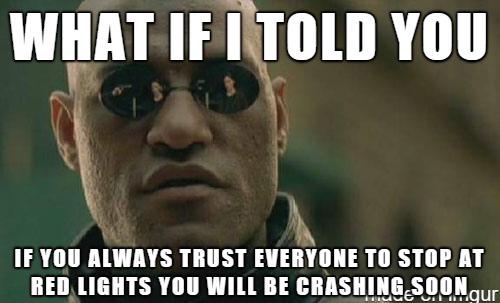 WHAT IF I TOLD YOU
IF YOU ALWAYS TRUST EVERYONE TO STOP AT
RED LIGHTS YOU WILL BE CRASHING SOON
made on imgur